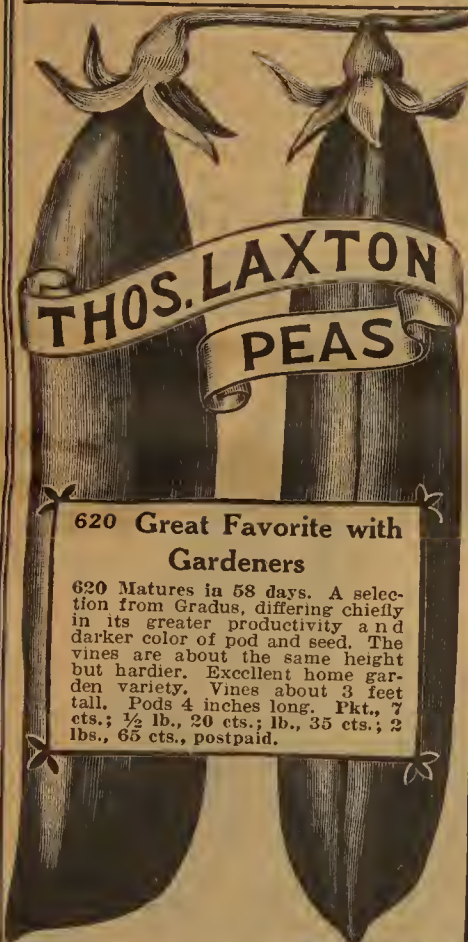 THOS. LAXTON
PEAS
620 Great Favorite with
Gardeners
620 Matures in 58 days. A selec-
tion from Gradus, differing chiefly
in its greater productivity and
darker color of pod and seed. The
vines are about the same height
but hardier. Excellent home gar-
den variety. Vines about 3 feet
tall. Pods 4 inches long. Pkt., 7
cts.; ½ lb., 20 cts.; lb., 35 cts.; 2
lbs., 65 cts., postpaid.